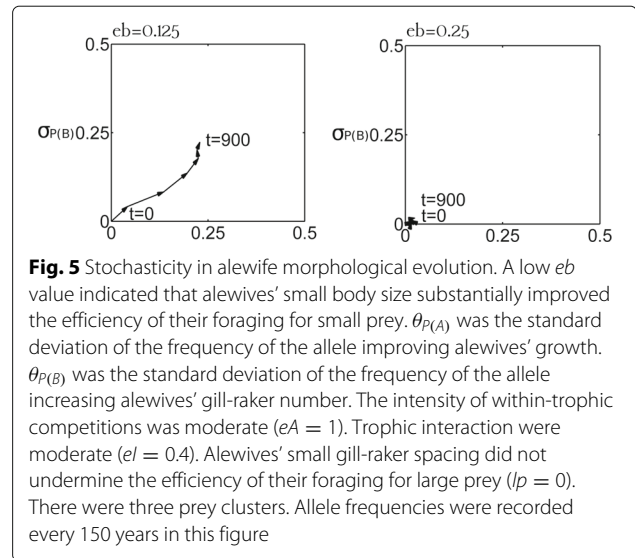 eb=0.125
eb=0.25
0.5
0.5
σP(B)0.25
σP(B)0.25
t=900
t=900
t=0
t=0
0
0
0 0.25 0.5
0 0.25 0.5
Fig. 5 Stochasticity in alewife morphological evolution. A low eb
value indicated that alewives’ small body size substantially improved
the efficiency of their foraging for small prey. θP(A) was the standard
deviation of the frequency of the allele improving alewives’ growth.
θP(B) was the standard deviation of the frequency of the allele
increasing alewives’ gill-raker number. The intensity of within-trophic
competitions was moderate (eA = 1). Trophic interaction were
moderate (eI = 0.4). Alewives’ small gill-raker spacing did not
undermine the efficiency of their foraging for large prey (lp = 0).
There were three prey clusters. Allele frequencies were recorded
every 150 years in this figure